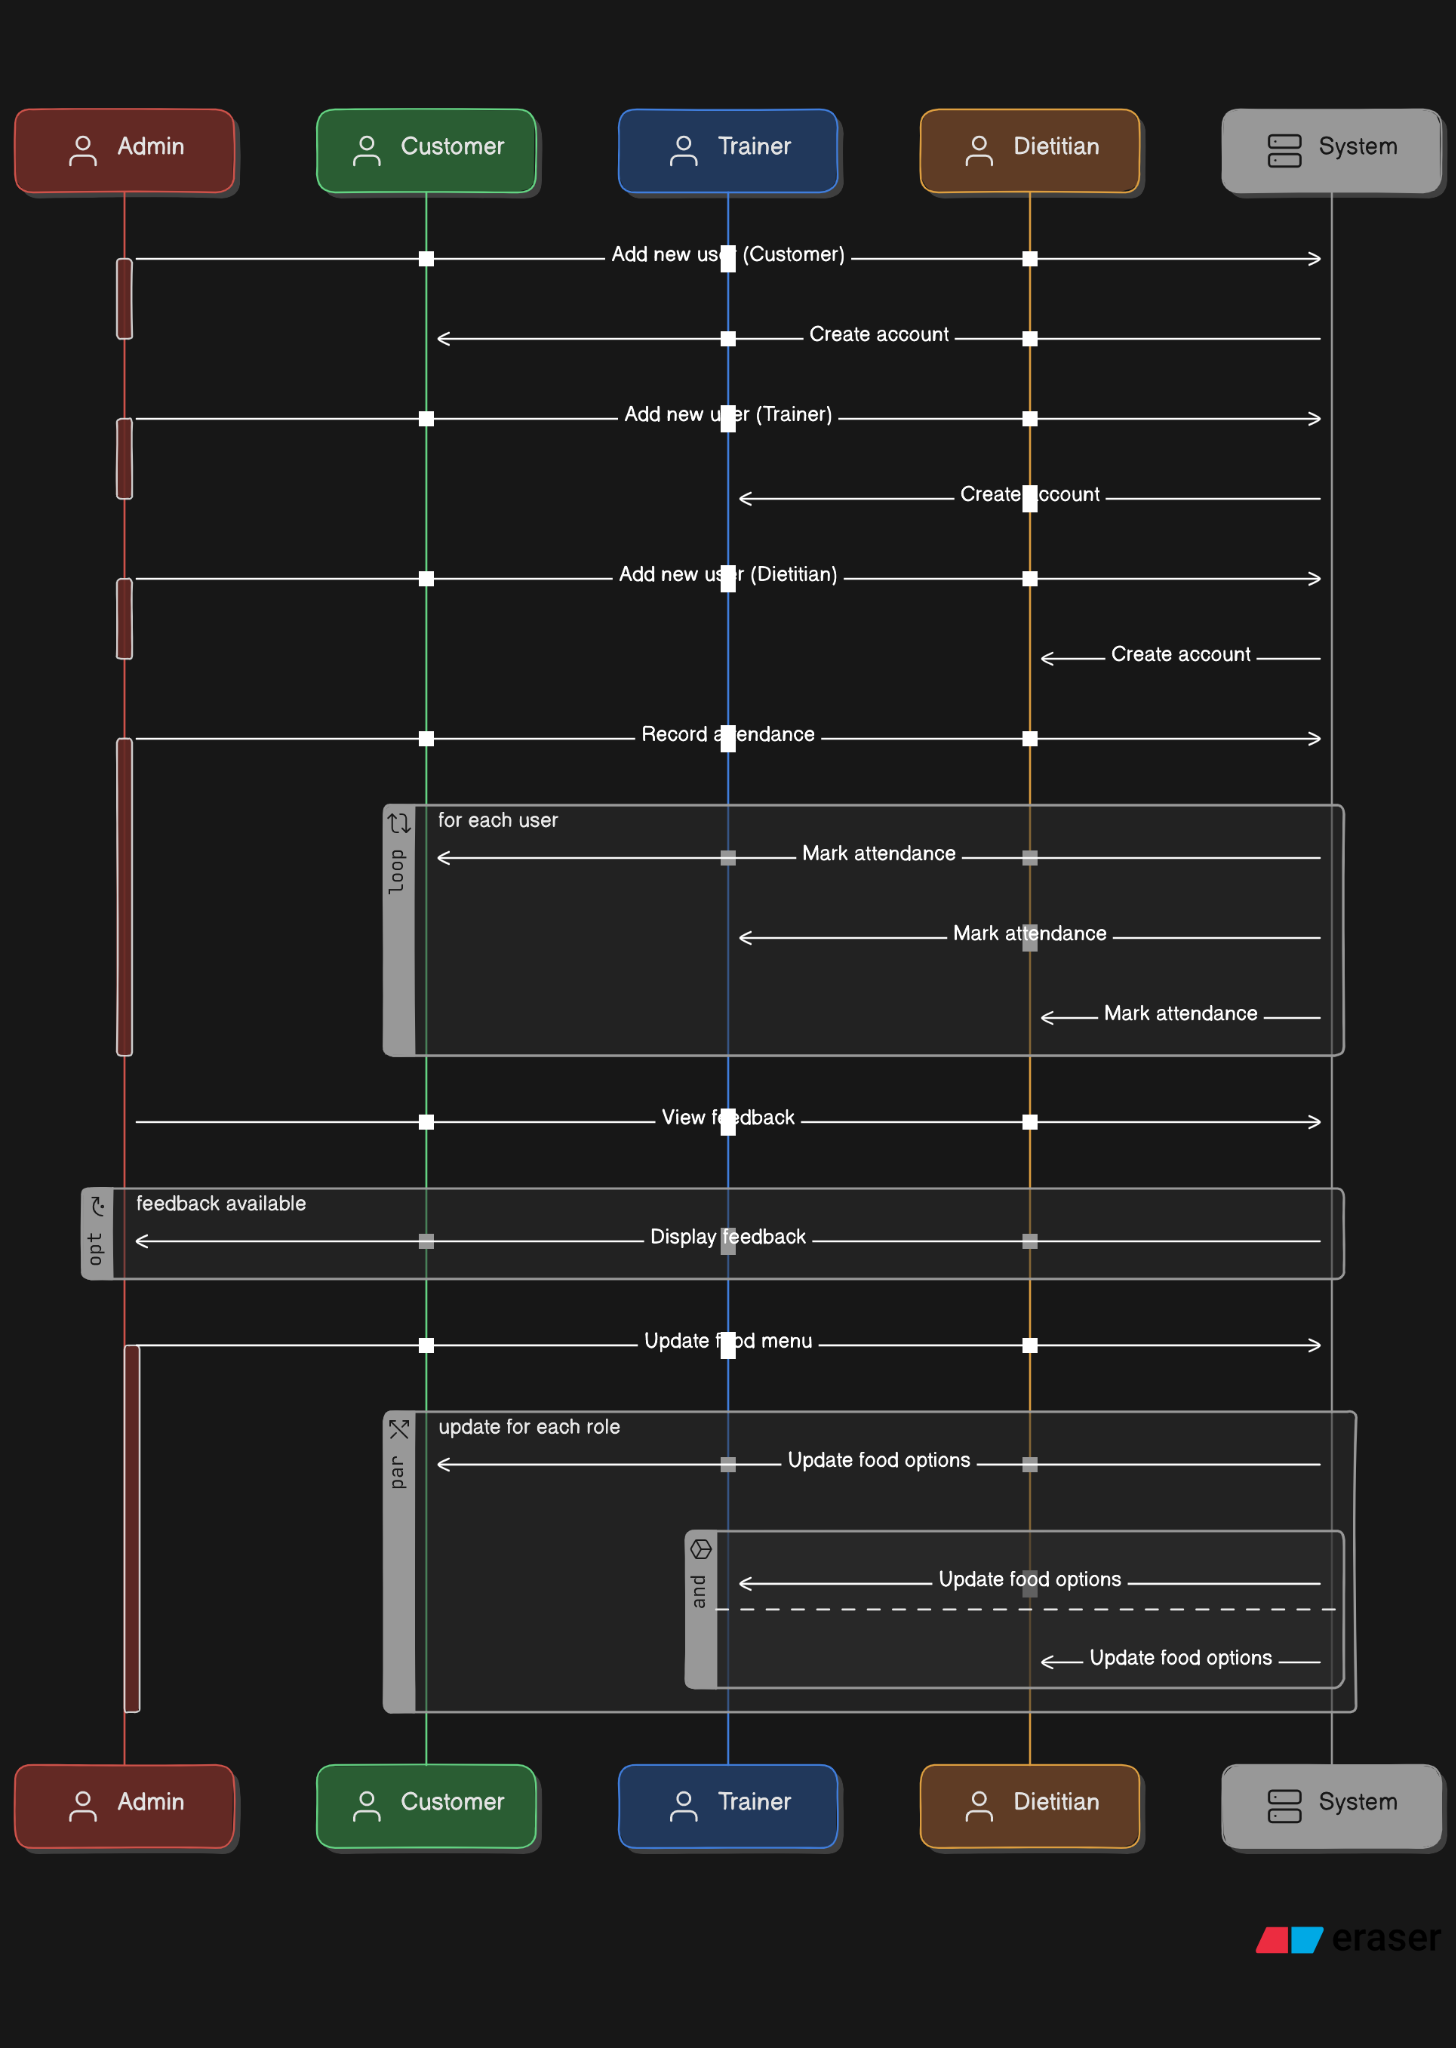 Admin
Customer
Trainer
Dietitian
System
Add new user (Customer)
Create account
Add new user (Trainer)
Create account
Add new user (Dietitian)
Create account
Record attendance
for each user
loop
Mark attendance
Mark attendance
Mark attendance
View feedback
feedback available
opt
Display feedback
Update food menu
update for each role
par
Update food options
and
Update food options
Update food options
Admin
Customer
Trainer
Dietitian
System
eraser